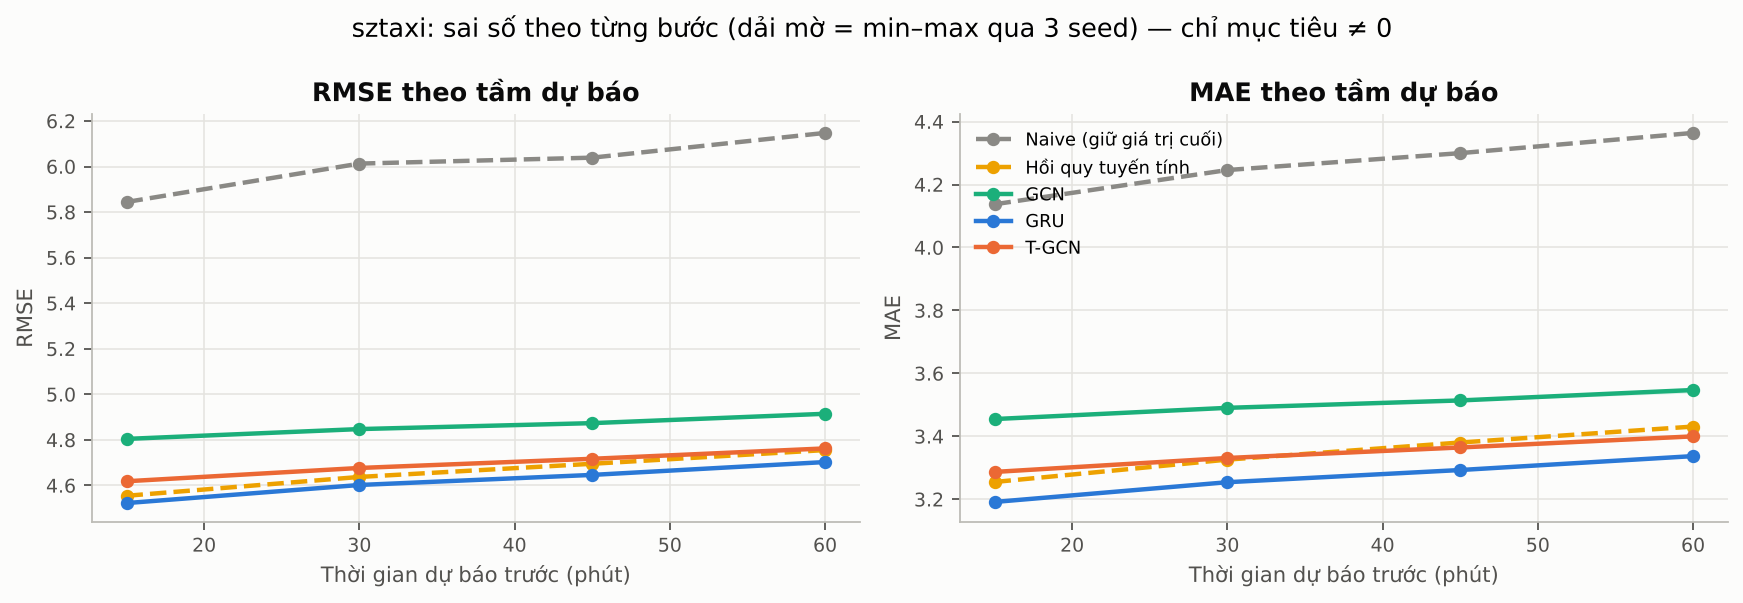 sztaxi: sai số theo từng bước (dải mờ = min–max qua 3 seed) — chỉ mục tiêu ≠ 0
RMSE theo tầm dự báo
6.2
6.0
5.8
5.6
5.4
5.2
5.0
4.8
4.6
RMSE
20
30
40
50
60
Thời gian dự báo trước (phút)
MAE theo tầm dự báo
4.4
4.2
4.0
3.8
3.6
3.4
3.2
MAE
Naive (giữ giá trị cuối)
Hồi quy tuyến tính
GCN
GRU
T-GCN
20
30
40
50
60
Thời gian dự báo trước (phút)